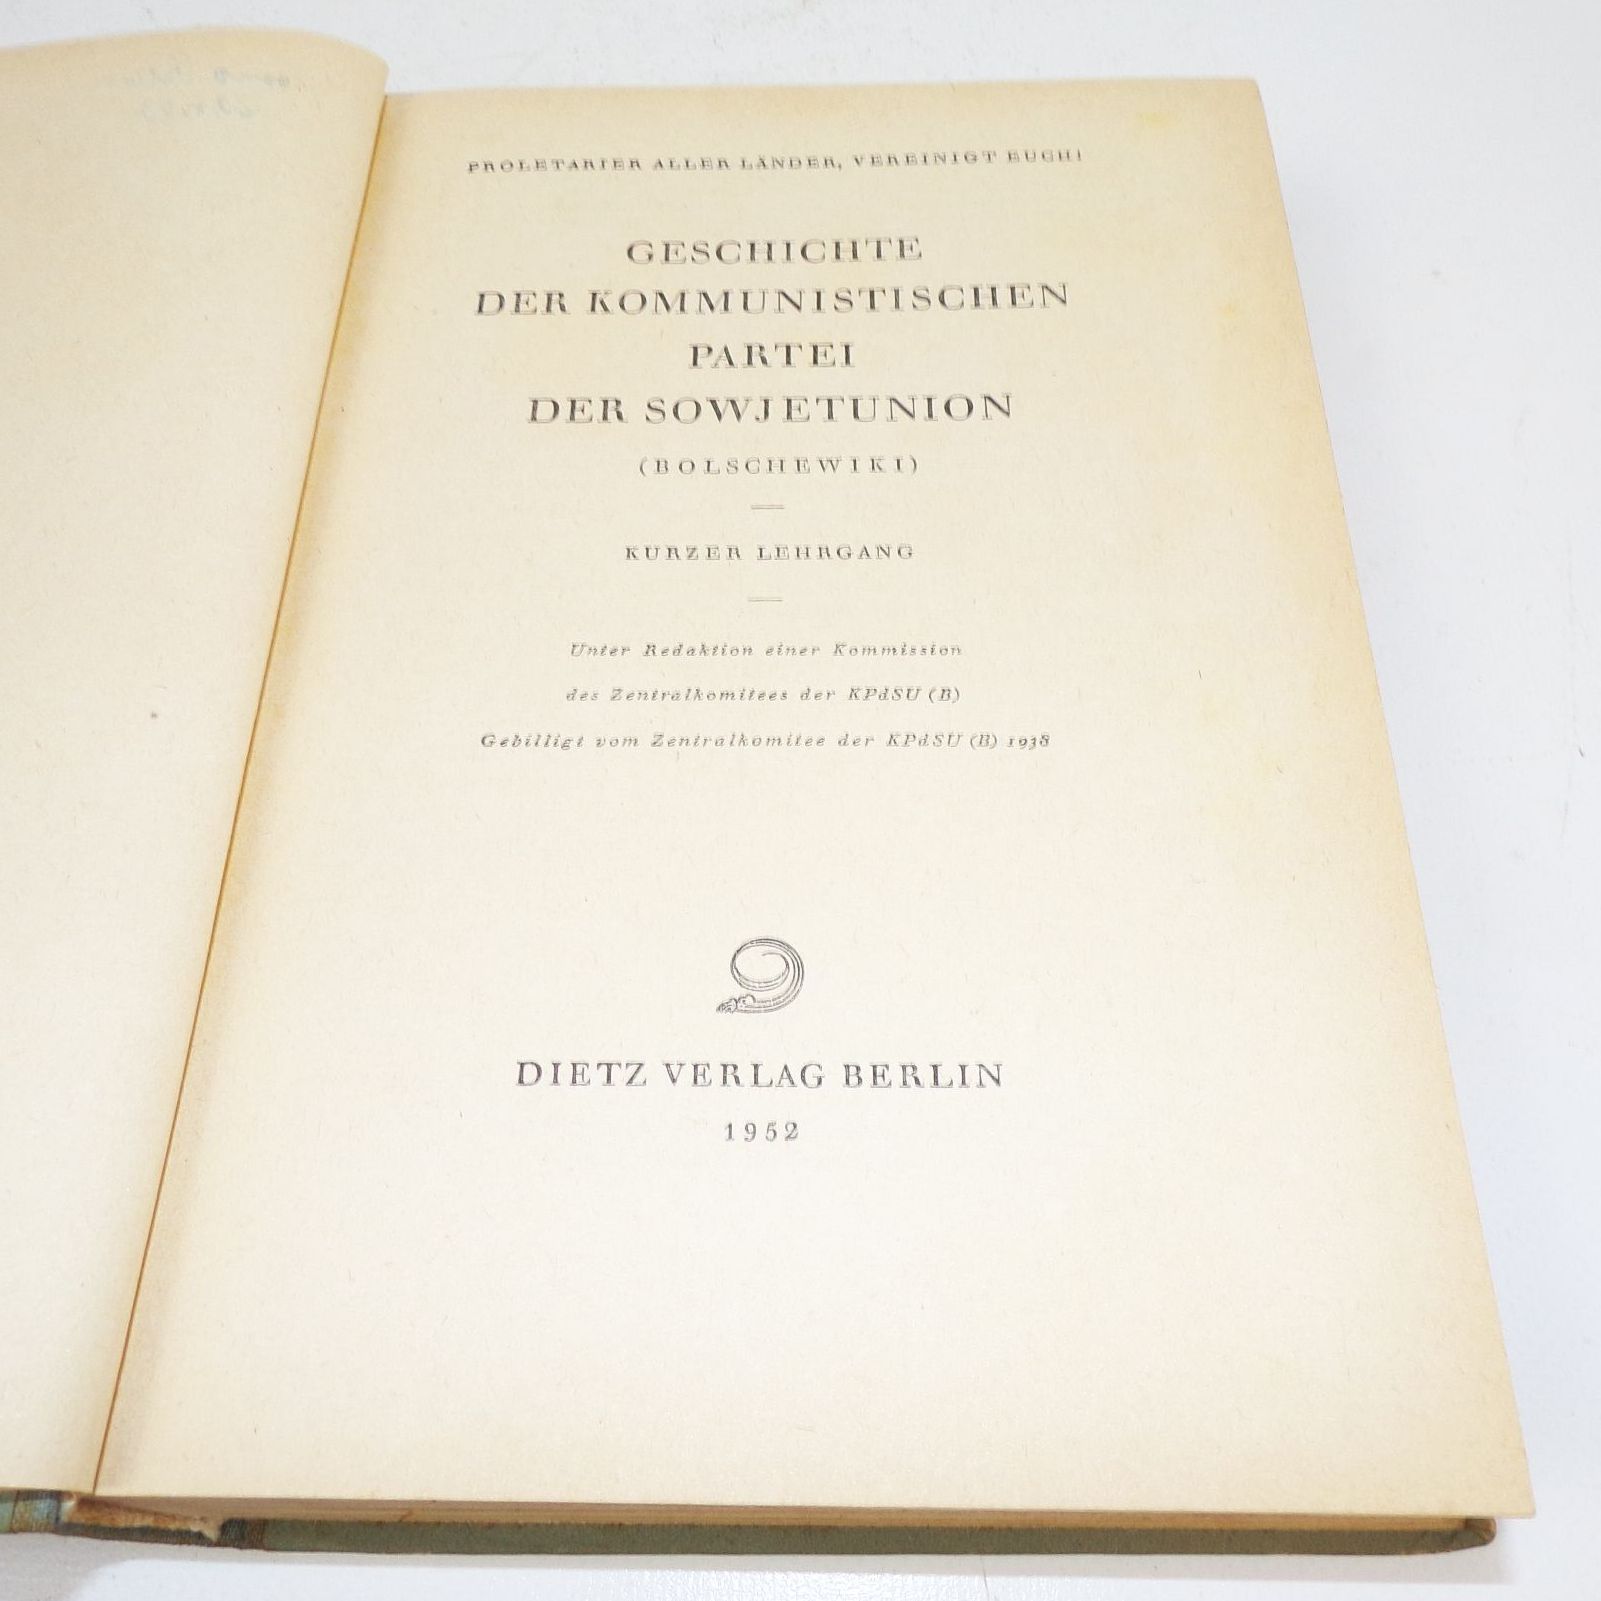 PROLETARIER ALLER LÄNDER, VEREINIGT EUCH!
GESCHICHTE
DER KOMMUNISTISCHEN
PARTEI
DER SOWJETUNION
(BOLSCHEWIKI)
KURZER LEHRGANG
Unter Redaktion einer Kommission
des Zentralkomitees der KPdSU (B)
Gebilligt vom Zentralkomitee der KPdSU (B) 1938
DIETZ VERLAG BERLIN
1952